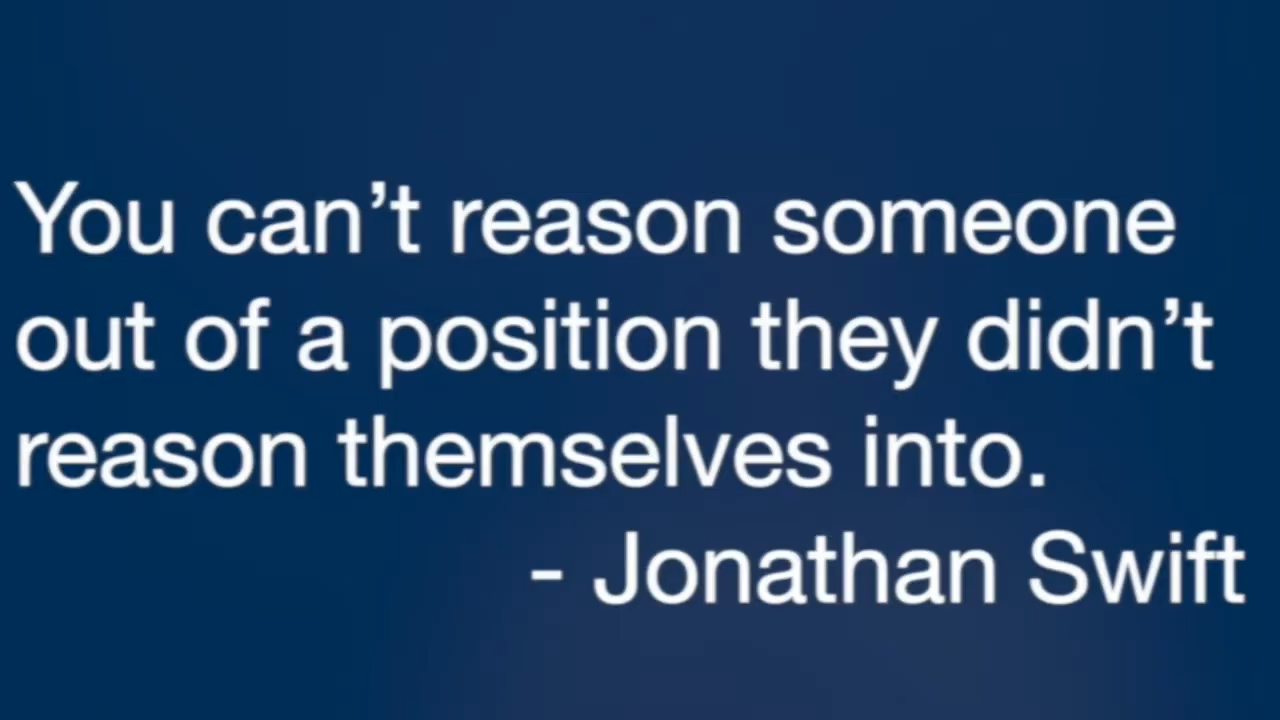 You can’t reason someone
out of a position they didn’t
reason themselves into.
- Jonathan Swift